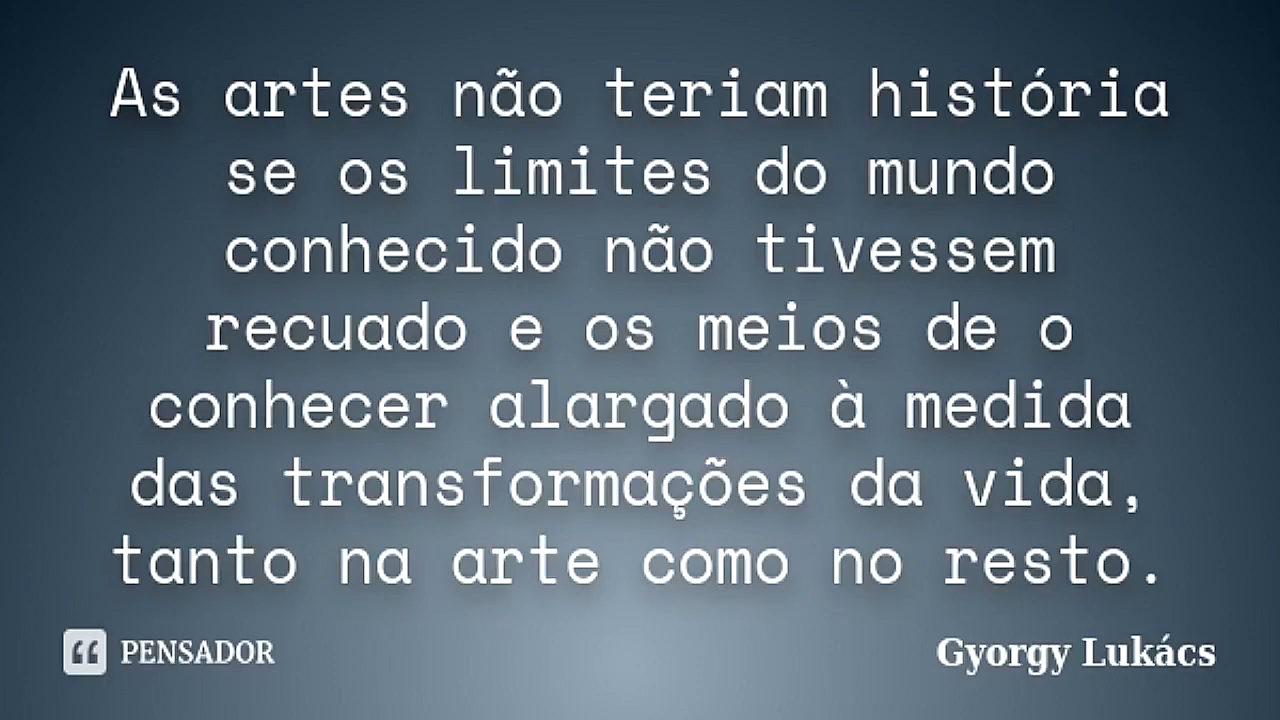 As artes não teriam história
se os limites do mundo
conhecido não tivessem
recuado e os meios de o
conhecer alargado à medida
das transformações da vida,
tanto na arte como no resto.
PENSADOR
Gyorgy Lukács